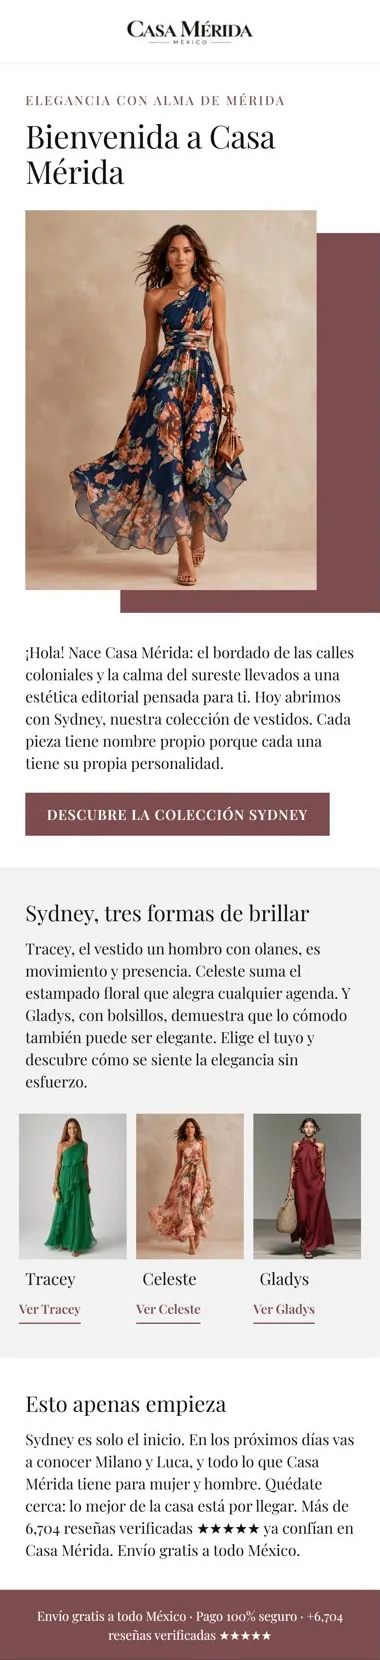 CASA MÉRIDA
MÉXICO
ELEGANCIA CON ALMA DE MÉRIDA
Bienvenida a Casa
Mérida
¡Hola! Nace Casa Mérida: el bordado de las calles
coloniales y la calma del sureste llevados a una
estética editorial pensada para ti. Hoy abrimos
con Sydney, nuestra colección de vestidos. Cada
pieza tiene nombre propio porque cada una
tiene su propia personalidad.
DESCUBRE LA COLECCIÓN SYDNEY
Sydney, tres formas de brillar
Tracey, el vestido un hombro con olanes, es
movimiento y presencia. Celeste suma el
estampado floral que alegra cualquier agenda. Y
Gladys, con bolsillos, demuestra que lo cómodo
también puede ser elegante. Elige el tuyo y
descubre cómo se siente la elegancia sin
esfuerzo.
Tracey Celeste Gladys
Ver Tracey Ver Celeste Ver Gladys
Esto apenas empieza
Sydney es solo el inicio. En los próximos días vas
a conocer Milano y Luca, y todo lo que Casa
Mérida tiene para mujer y hombre. Quédate
cerca: lo mejor de la casa está por llegar. Más de
6,704 reseñas verificadas ★★★★★ ya confían en
Casa Mérida. Envío gratis a todo México.
Envío gratis a todo México · Pago 100% seguro · +6,704
reseñas verificadas ★★★★★